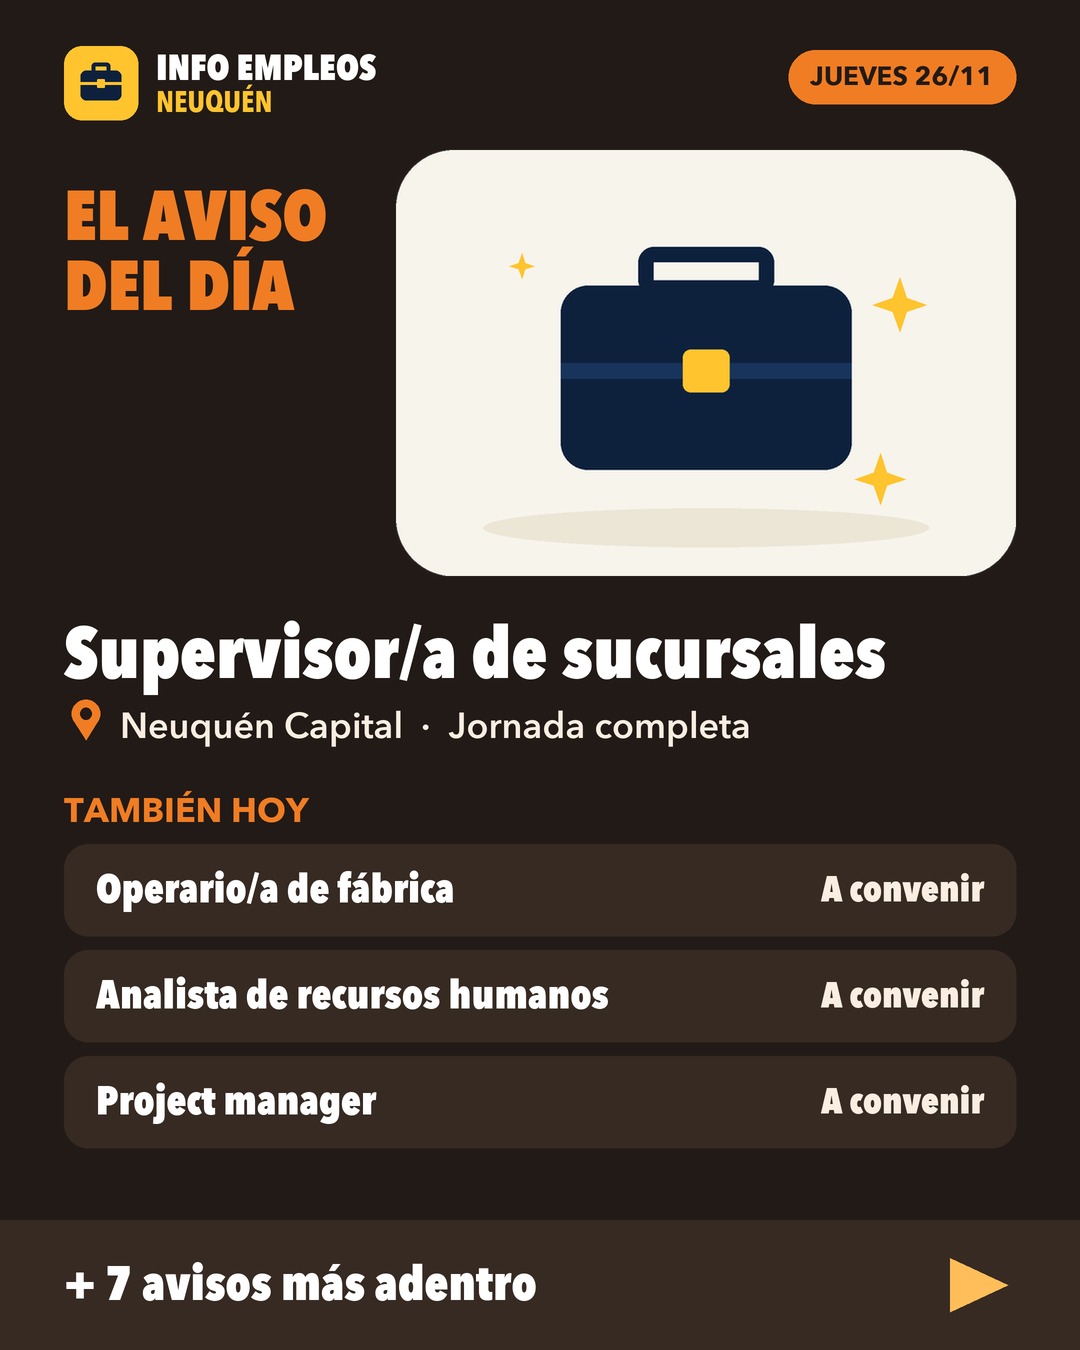 INFO EMPLEOS
NEUQUÉN
JUEVES 26/11
EL AVISO
DEL DÍA
Supervisor/a de sucursales
Neuquén Capital · Jornada completa
TAMBIÉN HOY
Operario/a de fábrica A convenir
Analista de recursos humanos A convenir
Project manager A convenir
+ 7 avisos más adentro